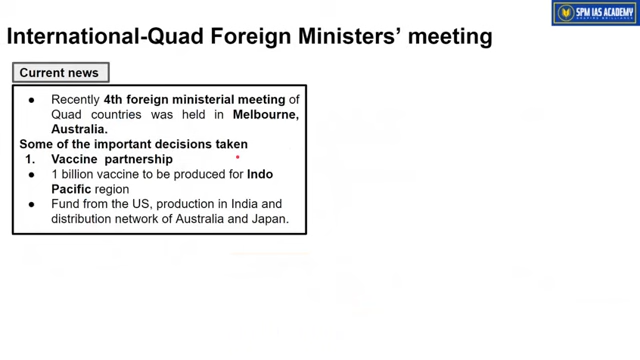 SPM IAS ACADEMY
International-Quad Foreign Ministers' meeting
Current news
● Recently 4th foreign ministerial meeting of
Quad countries was held in Melbourne,
Australia.
Some of the important decisions taken
1. Vaccine partnership
● 1 billion vaccine to be produced for Indo
Pacific region
● Fund from the US, production in India and
distribution network of Australia and Japan.